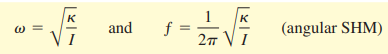 ω = √(κ/I) and f = 1/2π √(κ/I) (angular SHM)